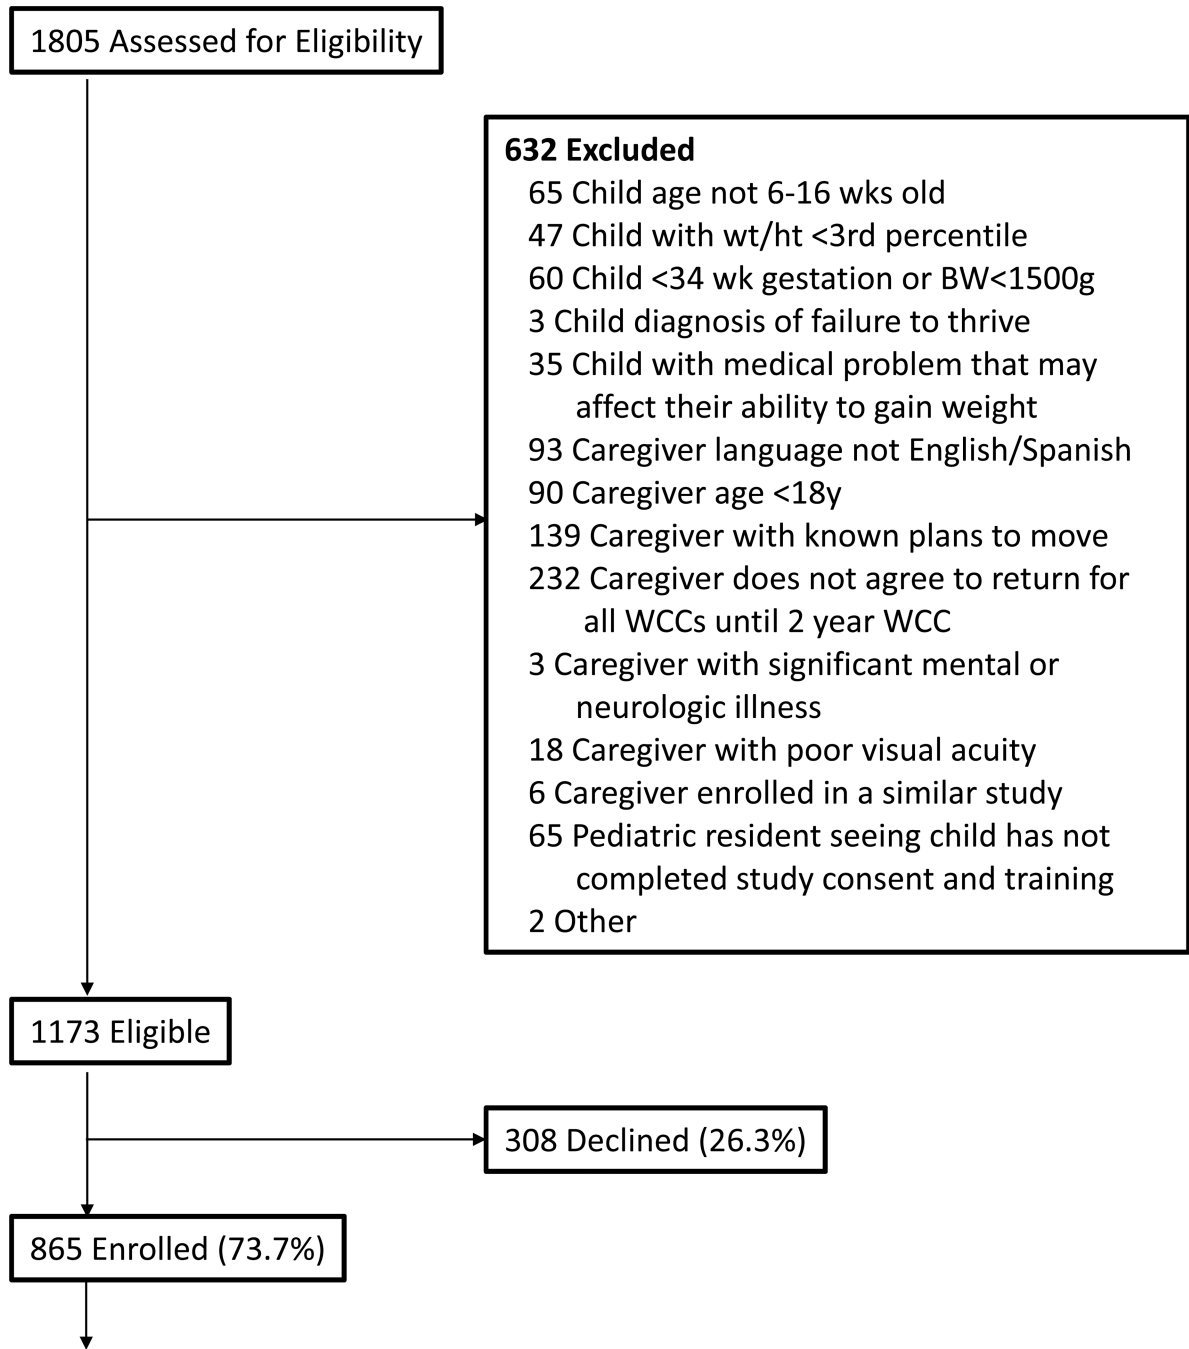 1805 Assessed for Eligibility
632 Excluded
65 Child age not 6-16 wks old
47 Child with wt/ht <3rd percentile
60 Child <34 wk gestation or BW<1500g
3 Child diagnosis of failure to thrive
35 Child with medical problem that may
affect their ability to gain weight
93 Caregiver language not English/Spanish
90 Caregiver age <18y
139 Caregiver with known plans to move
232 Caregiver does not agree to return for
all WCCs until 2 year WCC
3 Caregiver with significant mental or
neurologic illness
18 Caregiver with poor visual acuity
6 Caregiver enrolled in a similar study
65 Pediatric resident seeing child has not
completed study consent and training
2 Other
1173 Eligible
308 Declined (26.3%)
865 Enrolled (73.7%)